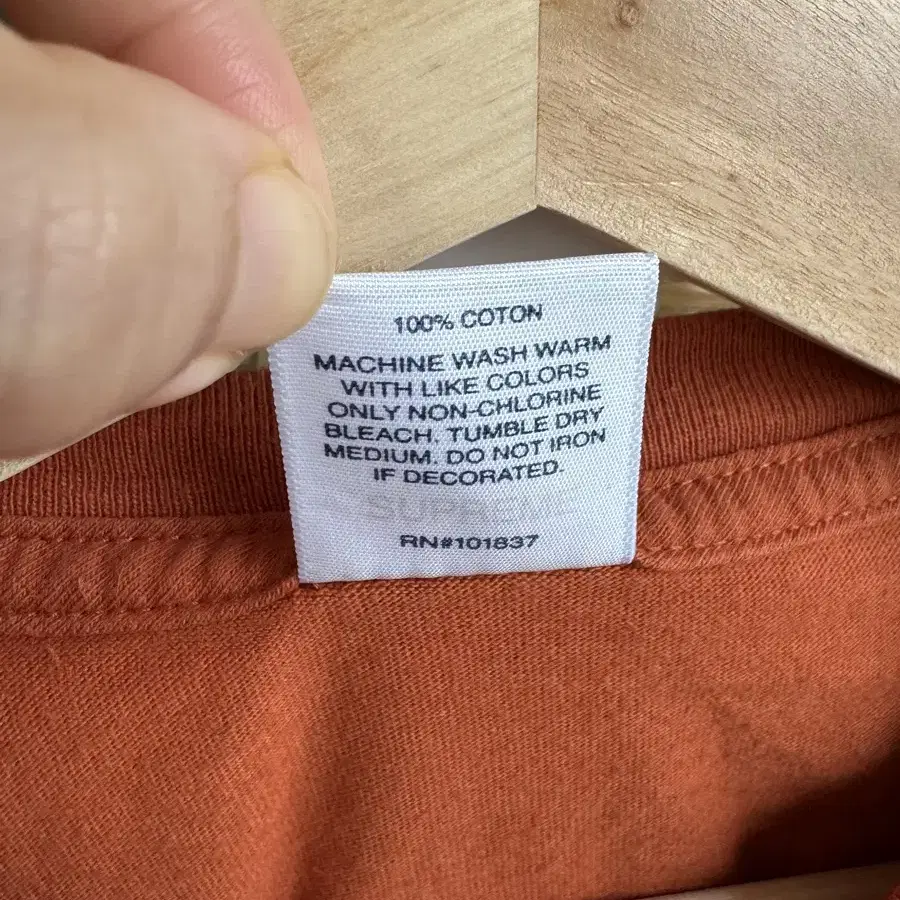 100% COTON
MACHINE WASH WARM
WITH LIKE COLORS
ONLY NON-CHLORINE
BLEACH. TUMBLE DRY
MEDIUM. DO NOT IRON
IF DECORATED.
SUPREME
RN#101837